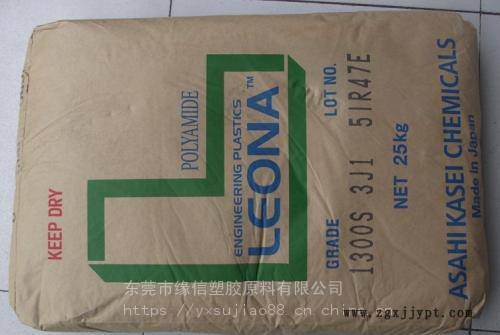 KEEP DRY
POLYAMIDE
ENGINEERING PLASTICS
LEONA™
GRADE
LOT NO.
1300S 3J1 51R47E
NET 25kg
ASAHI KASEI CHEMICALS
Made in Japan
东莞市缘信塑胶原料有限公司
https://yxsujiao88.cn.china.cn
www.zgxjjypt.com